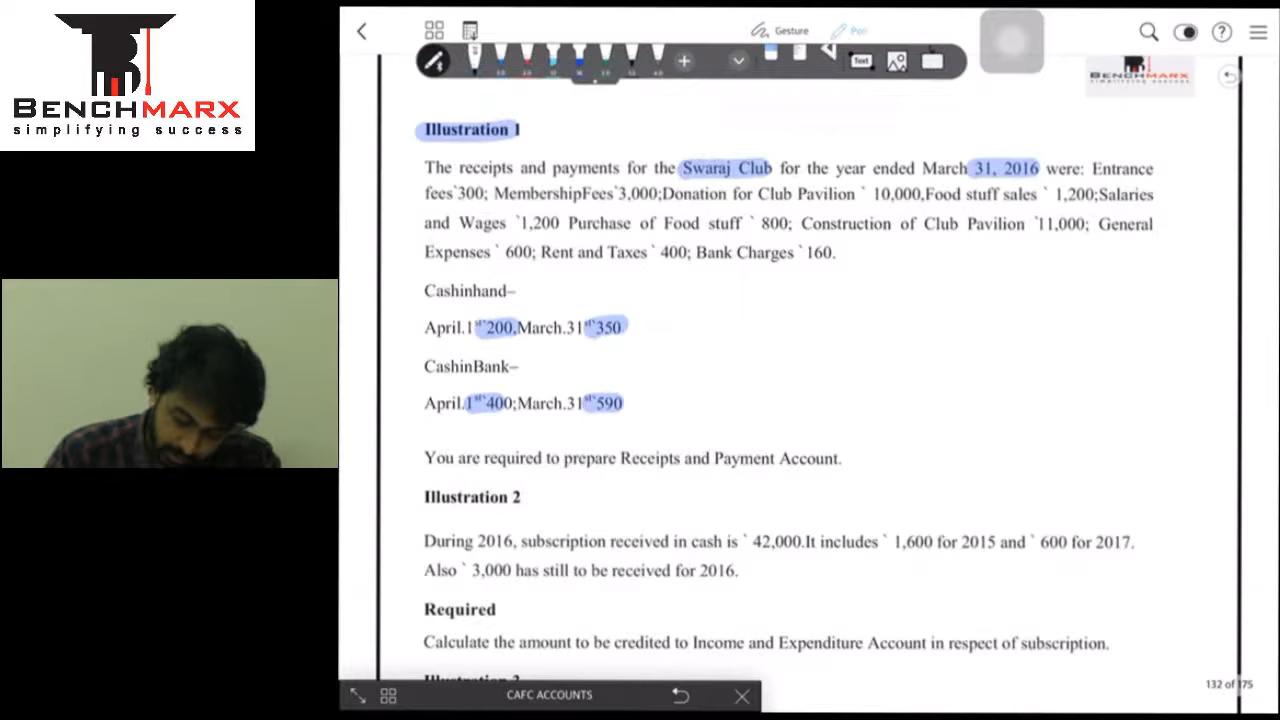 BENCHMARX
simplifying success
Gesture
Pen
Text
BENCHMARX
simplifying success
Illustration 1
The receipts and payments for the Swaraj Club for the year ended March 31, 2016 were: Entrance
fees`300; MembershipFees`3,000;Donation for Club Pavilion ` 10,000,Food stuff sales ` 1,200;Salaries
and Wages `1,200 Purchase of Food stuff ` 800; Construction of Club Pavilion `11,000; General
Expenses ` 600; Rent and Taxes ` 400; Bank Charges ` 160.
Cashinhand–
April.1st`200,March.31st`350
CashinBank–
April.1st`400;March.31st`590
You are required to prepare Receipts and Payment Account.
Illustration 2
During 2016, subscription received in cash is ` 42,000.It includes ` 1,600 for 2015 and ` 600 for 2017.
Also ` 3,000 has still to be received for 2016.
Required
Calculate the amount to be credited to Income and Expenditure Account in respect of subscription.
CAFC ACCOUNTS
132 of 175